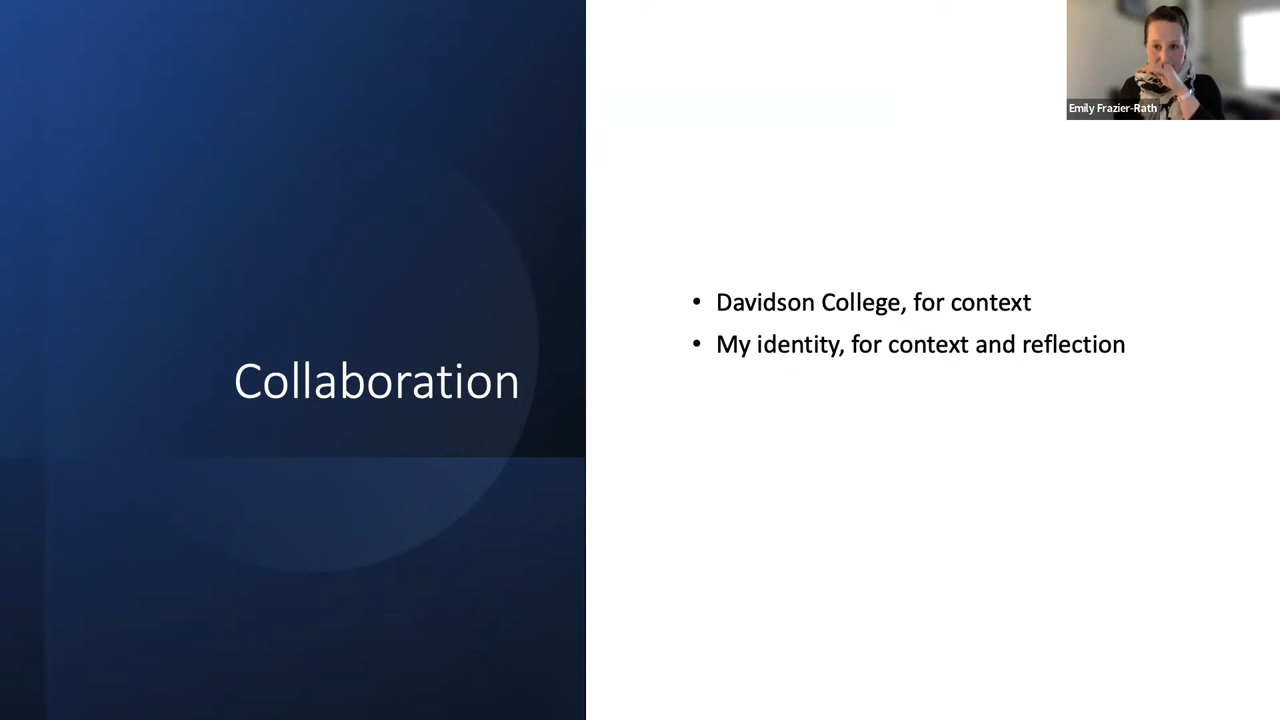 Emily Frazier-Rath
Collaboration
• Davidson College, for context
• My identity, for context and reflection